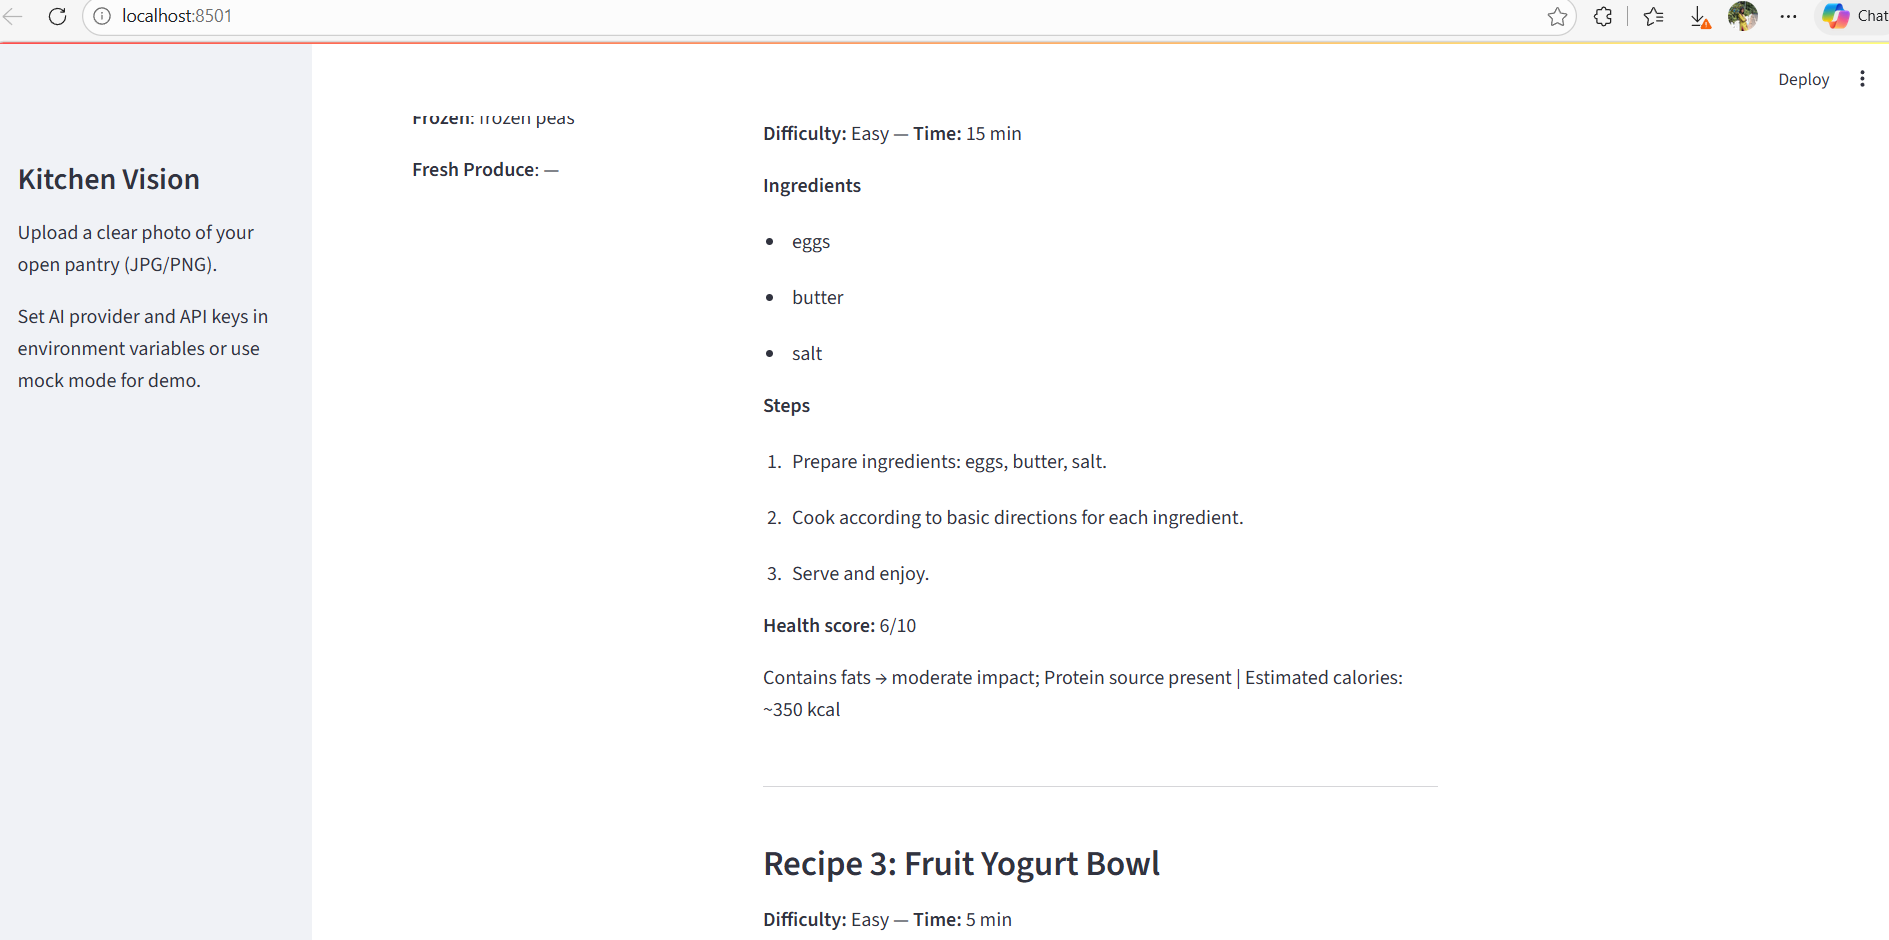 localhost:8501
Chat
Deploy
Kitchen Vision
Upload a clear photo of your
open pantry (JPG/PNG).
Set AI provider and API keys in
environment variables or use
mock mode for demo.
Frozen: frozen peas
Fresh Produce: —
Difficulty: Easy — Time: 15 min
Ingredients
• eggs
• butter
• salt
Steps
1. Prepare ingredients: eggs, butter, salt.
2. Cook according to basic directions for each ingredient.
3. Serve and enjoy.
Health score: 6/10
Contains fats → moderate impact; Protein source present | Estimated calories:
~350 kcal
Recipe 3: Fruit Yogurt Bowl
Difficulty: Easy — Time: 5 min